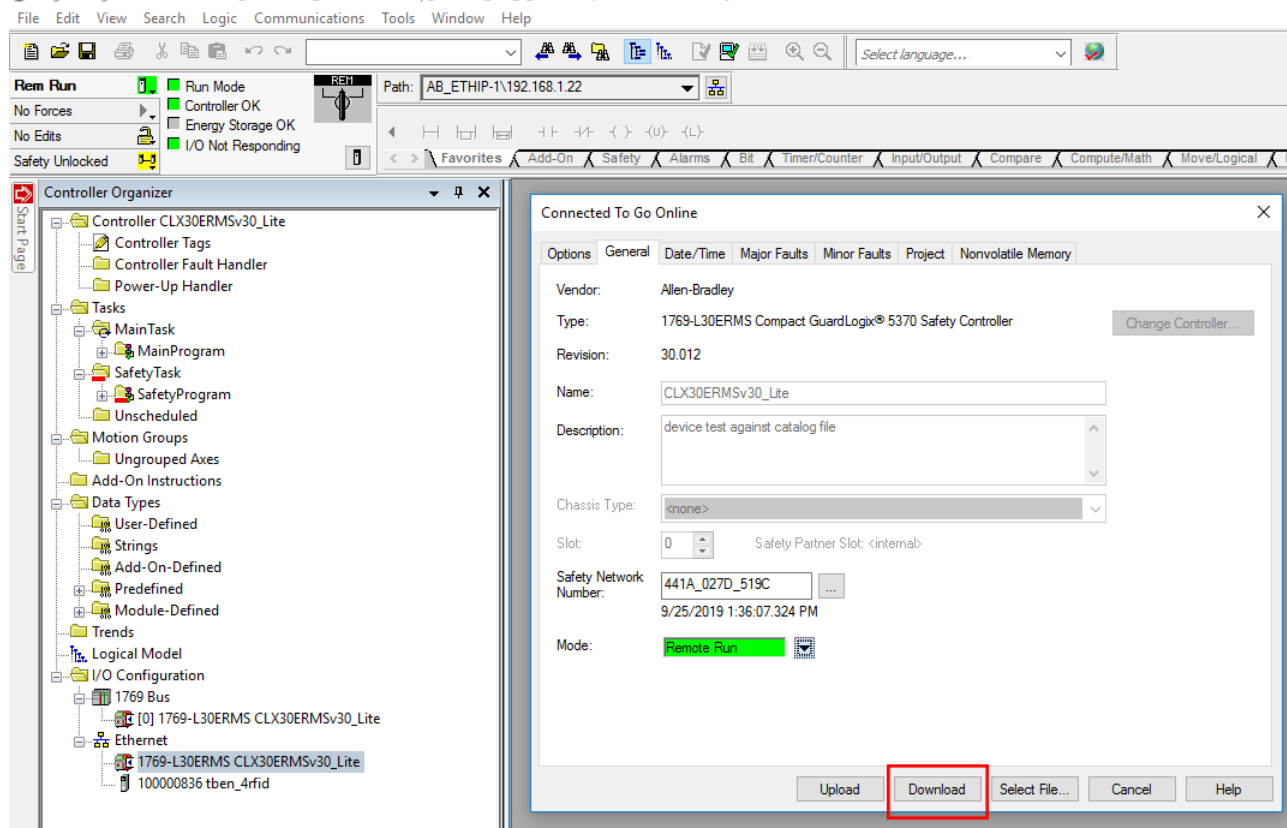 File Edit View Search Logic Communications Tools Window Help
Select language...
Rem Run
Run Mode
REM
Path: AB_ETHIP-1\192.168.1.22
No Forces
Controller OK
Energy Storage OK
No Edits
I/O Not Responding
Safety Unlocked
Favorites Add-On Safety Alarms Bit Timer/Counter Input/Output Compare Compute/Math Move/Logical
Start Page
Controller Organizer
Controller CLX30ERMSv30_Lite
Controller Tags
Controller Fault Handler
Power-Up Handler
Tasks
MainTask
MainProgram
SafetyTask
SafetyProgram
Unscheduled
Motion Groups
Ungrouped Axes
Add-On Instructions
Data Types
User-Defined
Strings
Add-On-Defined
Predefined
Module-Defined
Trends
Logical Model
I/O Configuration
1769 Bus
[0] 1769-L30ERMS CLX30ERMSv30_Lite
Ethernet
1769-L30ERMS CLX30ERMSv30_Lite
100000836 tben_4rfid
Connected To Go Online
Options General Date/Time Major Faults Minor Faults Project Nonvolatile Memory
Vendor: Allen-Bradley
Type: 1769-L30ERMS Compact GuardLogix® 5370 Safety Controller Change Controller...
Revision: 30.012
Name: CLX30ERMSv30_Lite
Description: device test against catalog file
Chassis Type: <none>
Slot: 0 Safety Partner Slot: <internal>
Safety Network
Number: 441A_027D_519C ...
9/25/2019 1:36:07.324 PM
Mode: Remote Run
Upload Download Select File... Cancel Help